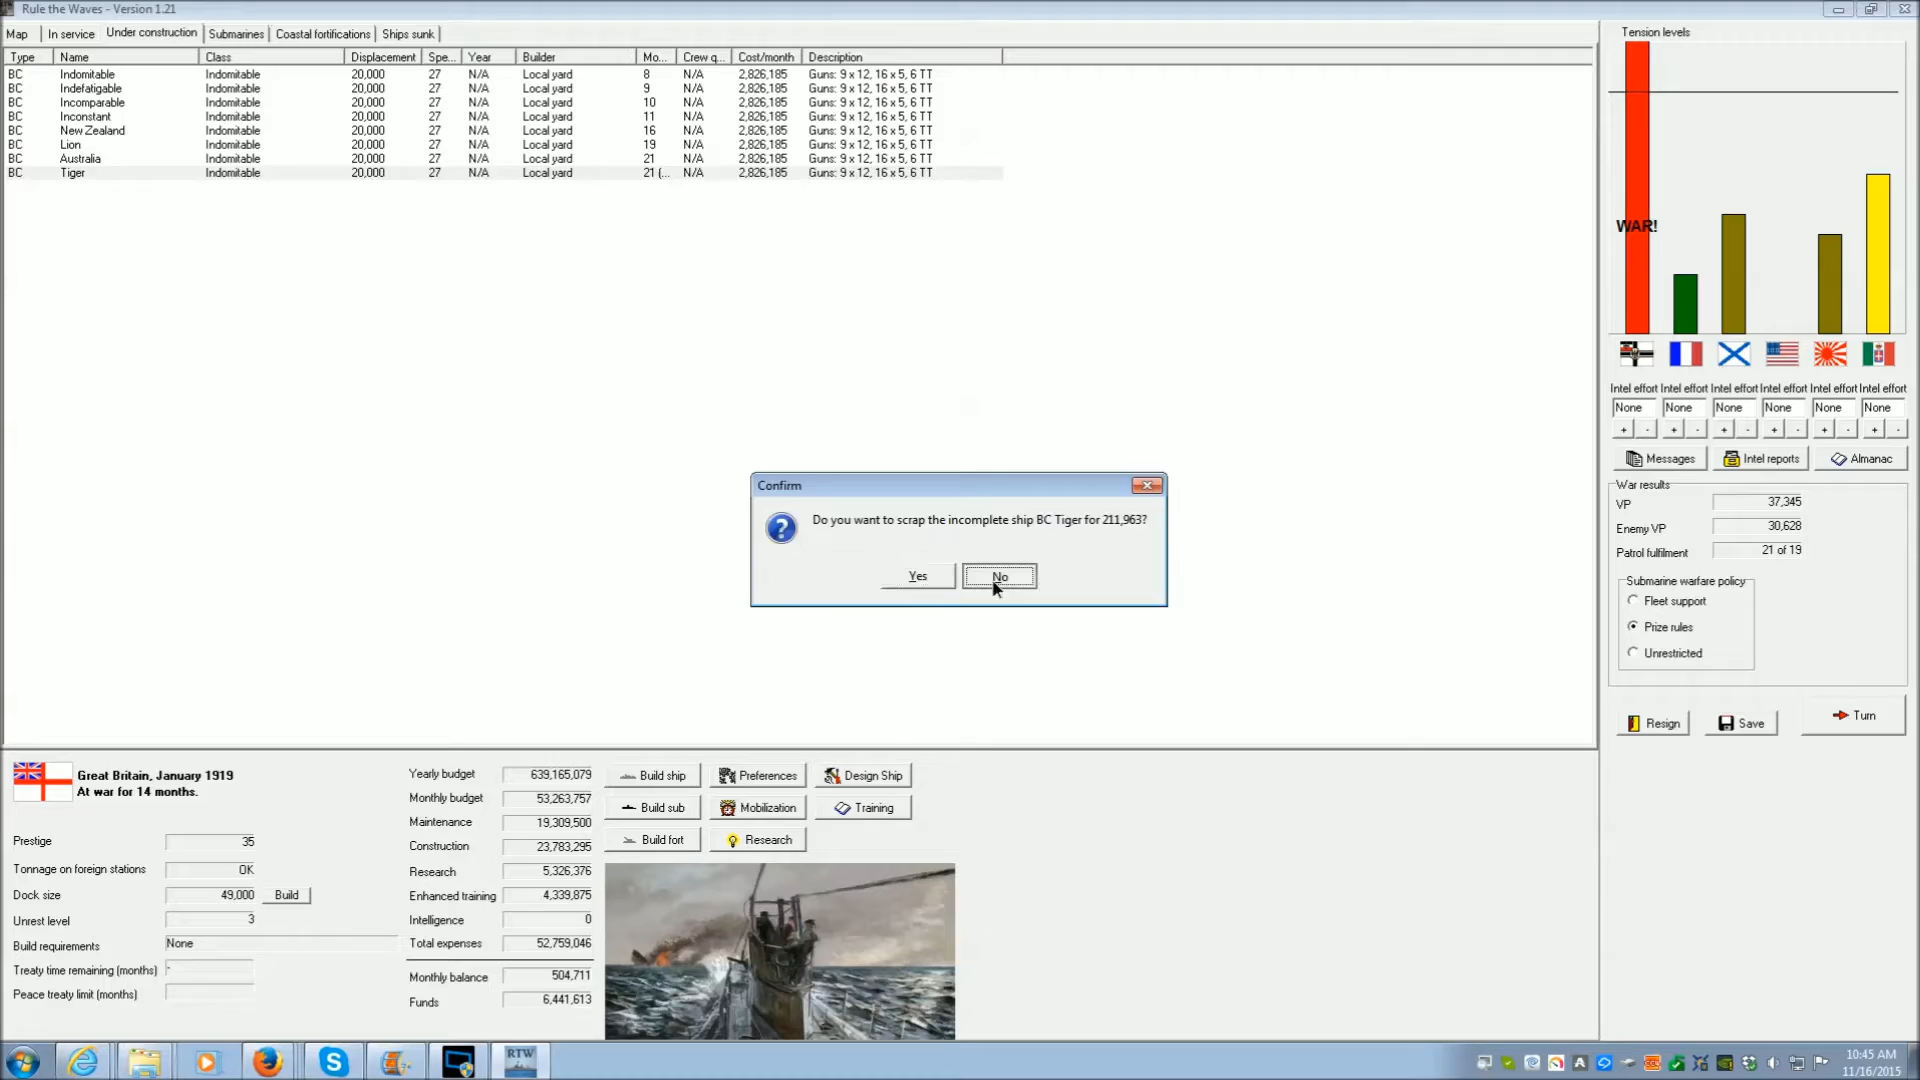 Rule the Waves - Version 1.21
Map In service Under construction Submarines Coastal fortifications Ships sunk
Type Name Class Displacement Spe... Year Builder Mo... Crew q... Cost/month Description
BC Indomitable Indomitable 20,000 27 N/A Local yard 8 N/A 2,826,185 Guns: 9 x 12, 16 x 5, 6 TT
BC Indefatigable Indomitable 20,000 27 N/A Local yard 9 N/A 2,826,185 Guns: 9 x 12, 16 x 5, 6 TT
BC Incomparable Indomitable 20,000 27 N/A Local yard 10 N/A 2,826,185 Guns: 9 x 12, 16 x 5, 6 TT
BC Inconstant Indomitable 20,000 27 N/A Local yard 11 N/A 2,826,185 Guns: 9 x 12, 16 x 5, 6 TT
BC New Zealand Indomitable 20,000 27 N/A Local yard 16 N/A 2,826,185 Guns: 9 x 12, 16 x 5, 6 TT
BC Lion Indomitable 20,000 27 N/A Local yard 19 N/A 2,826,185 Guns: 9 x 12, 16 x 5, 6 TT
BC Australia Indomitable 20,000 27 N/A Local yard 21 N/A 2,826,185 Guns: 9 x 12, 16 x 5, 6 TT
BC Tiger Indomitable 20,000 27 N/A Local yard 21 (... N/A 2,826,185 Guns: 9 x 12, 16 x 5, 6 TT
Confirm
Do you want to scrap the incomplete ship BC Tiger for 211,963?
Yes No
Tension levels
WAR!
Intel effort Intel effort Intel effort Intel effort Intel effort Intel effort
None None None None None None
+ - + - + - + - + - + -
Messages Intel reports Almanac
War results
VP 37,345
Enemy VP 30,628
Patrol fulfilment 21 of 19
Submarine warfare policy
Fleet support
Prize rules
Unrestricted
Resign Save Turn
Great Britain, January 1919
At war for 14 months.
Prestige 35
Tonnage on foreign stations OK
Dock size 49,000 Build
Unrest level 3
Build requirements None
Treaty time remaining (months) -
Peace treaty limit (months)
Yearly budget 639,165,079
Monthly budget 53,263,757
Maintenance 19,309,500
Construction 23,783,295
Research 5,326,376
Enhanced training 4,339,875
Intelligence 0
Total expenses 52,759,046
Monthly balance 504,711
Funds 6,441,613
Build ship Preferences Design Ship
Build sub Mobilization Training
Build fort Research
RTW
A
10:45 AM
11/16/2015